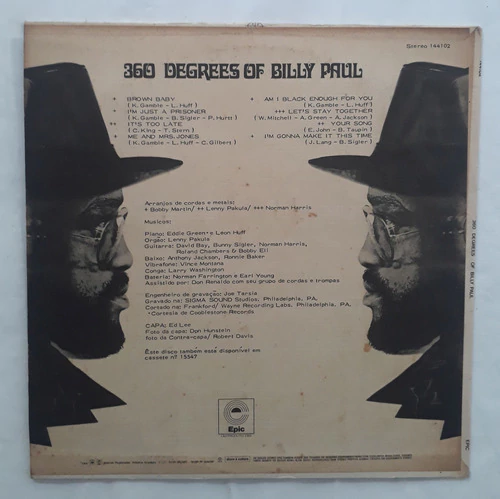 Stereo 144102
360 DEGREES OF BILLY PAUL
+ BROWN BABY
( K. Gamble - L. Huff )
+ I'M JUST A PRISONER
( K. Gamble - B. Sigler - P. Hurtt )
++ IT'S TOO LATE
( C. King - T. Stern )
+ ME AND MRS. JONES
( K. Gamble - L. Huff - C. Gilbert )
+ AM I BLACK ENOUGH FOR YOU
( K. Gamble - L. Huff )
+++ LET'S STAY TOGETHER
( W. Mitchell - A. Green - A. Jackson )
++ YOUR SONG
( E. John - B. Taupin )
+ I'M GONNA MAKE IT THIS TIME
( J. Lang - B. Sigler )
Arranjos de cordas e metais:
+ Bobby Martin/ ++ Lenny Pakula/ +++ Norman Harris
Músicos:
Piano: Eddie Green+ e Leon Huff
Orgão: Lenny Pakula
Guitarra: David Bay, Bunny Sigler, Norman Harris,
Roland Chambers & Bobby Eli
Baixo: Anthony Jackson, Ronnie Baker
Vibrafone: Vince Montana
Conga: Larry Washington
Bateria: Norman Farrington e Earl Young
Assistido por: Don Renaldo com seu grupo de cordas e trompas
Engenheiro de gravação: Joe Tarsia
Gravado na: SIGMA SOUND Studios, Philadelphia, PA.
Cortado na: Frankford/ Wayne Recording Labs. Philadelphia, PA.
+ Cortesia de Cobblestone Records
CAPA: Ed Lee
Foto da capa: Don Hunstein
foto da Contra-capa/ Robert Davis
Êste disco também está disponível em
cassete nº 15347
Epic
360 DEGREES OF BILLY PAUL
EPIC